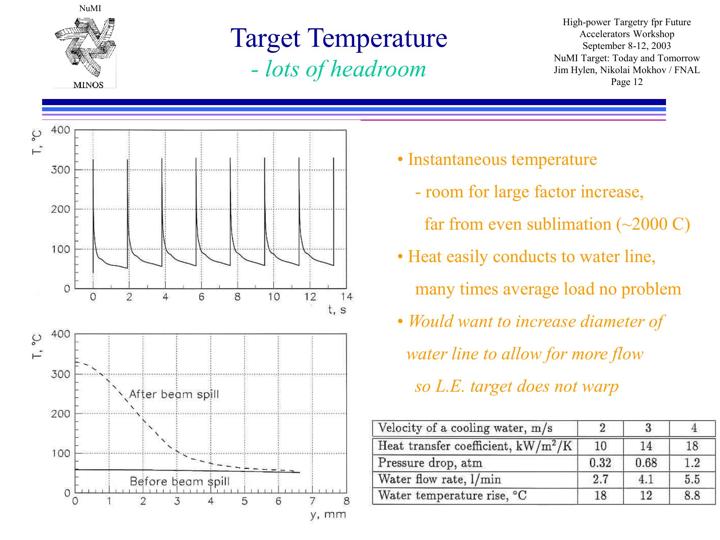 NuMI
MINOS
Target Temperature
- lots of headroom
High-power Targetry fpr Future
Accelerators Workshop
September 8-12, 2003
NuMI Target: Today and Tomorrow
Jim Hylen, Nikolai Mokhov / FNAL
Page 12
T, °C
400
300
200
100
0
0 2 4 6 8 10 12 14
t, s
T, °C
400
300
200
100
0
After beam spill
Before beam spill
0 1 2 3 4 5 6 7 8
y, mm
• Instantaneous temperature
- room for large factor increase,
far from even sublimation (~2000 C)
• Heat easily conducts to water line,
many times average load no problem
• Would want to increase diameter of
water line to allow for more flow
so L.E. target does not warp
Velocity of a cooling water, m/s 2 3 4
Heat transfer coefficient, kW/m²/K 10 14 18
Pressure drop, atm 0.32 0.68 1.2
Water flow rate, l/min 2.7 4.1 5.5
Water temperature rise, °C 18 12 8.8